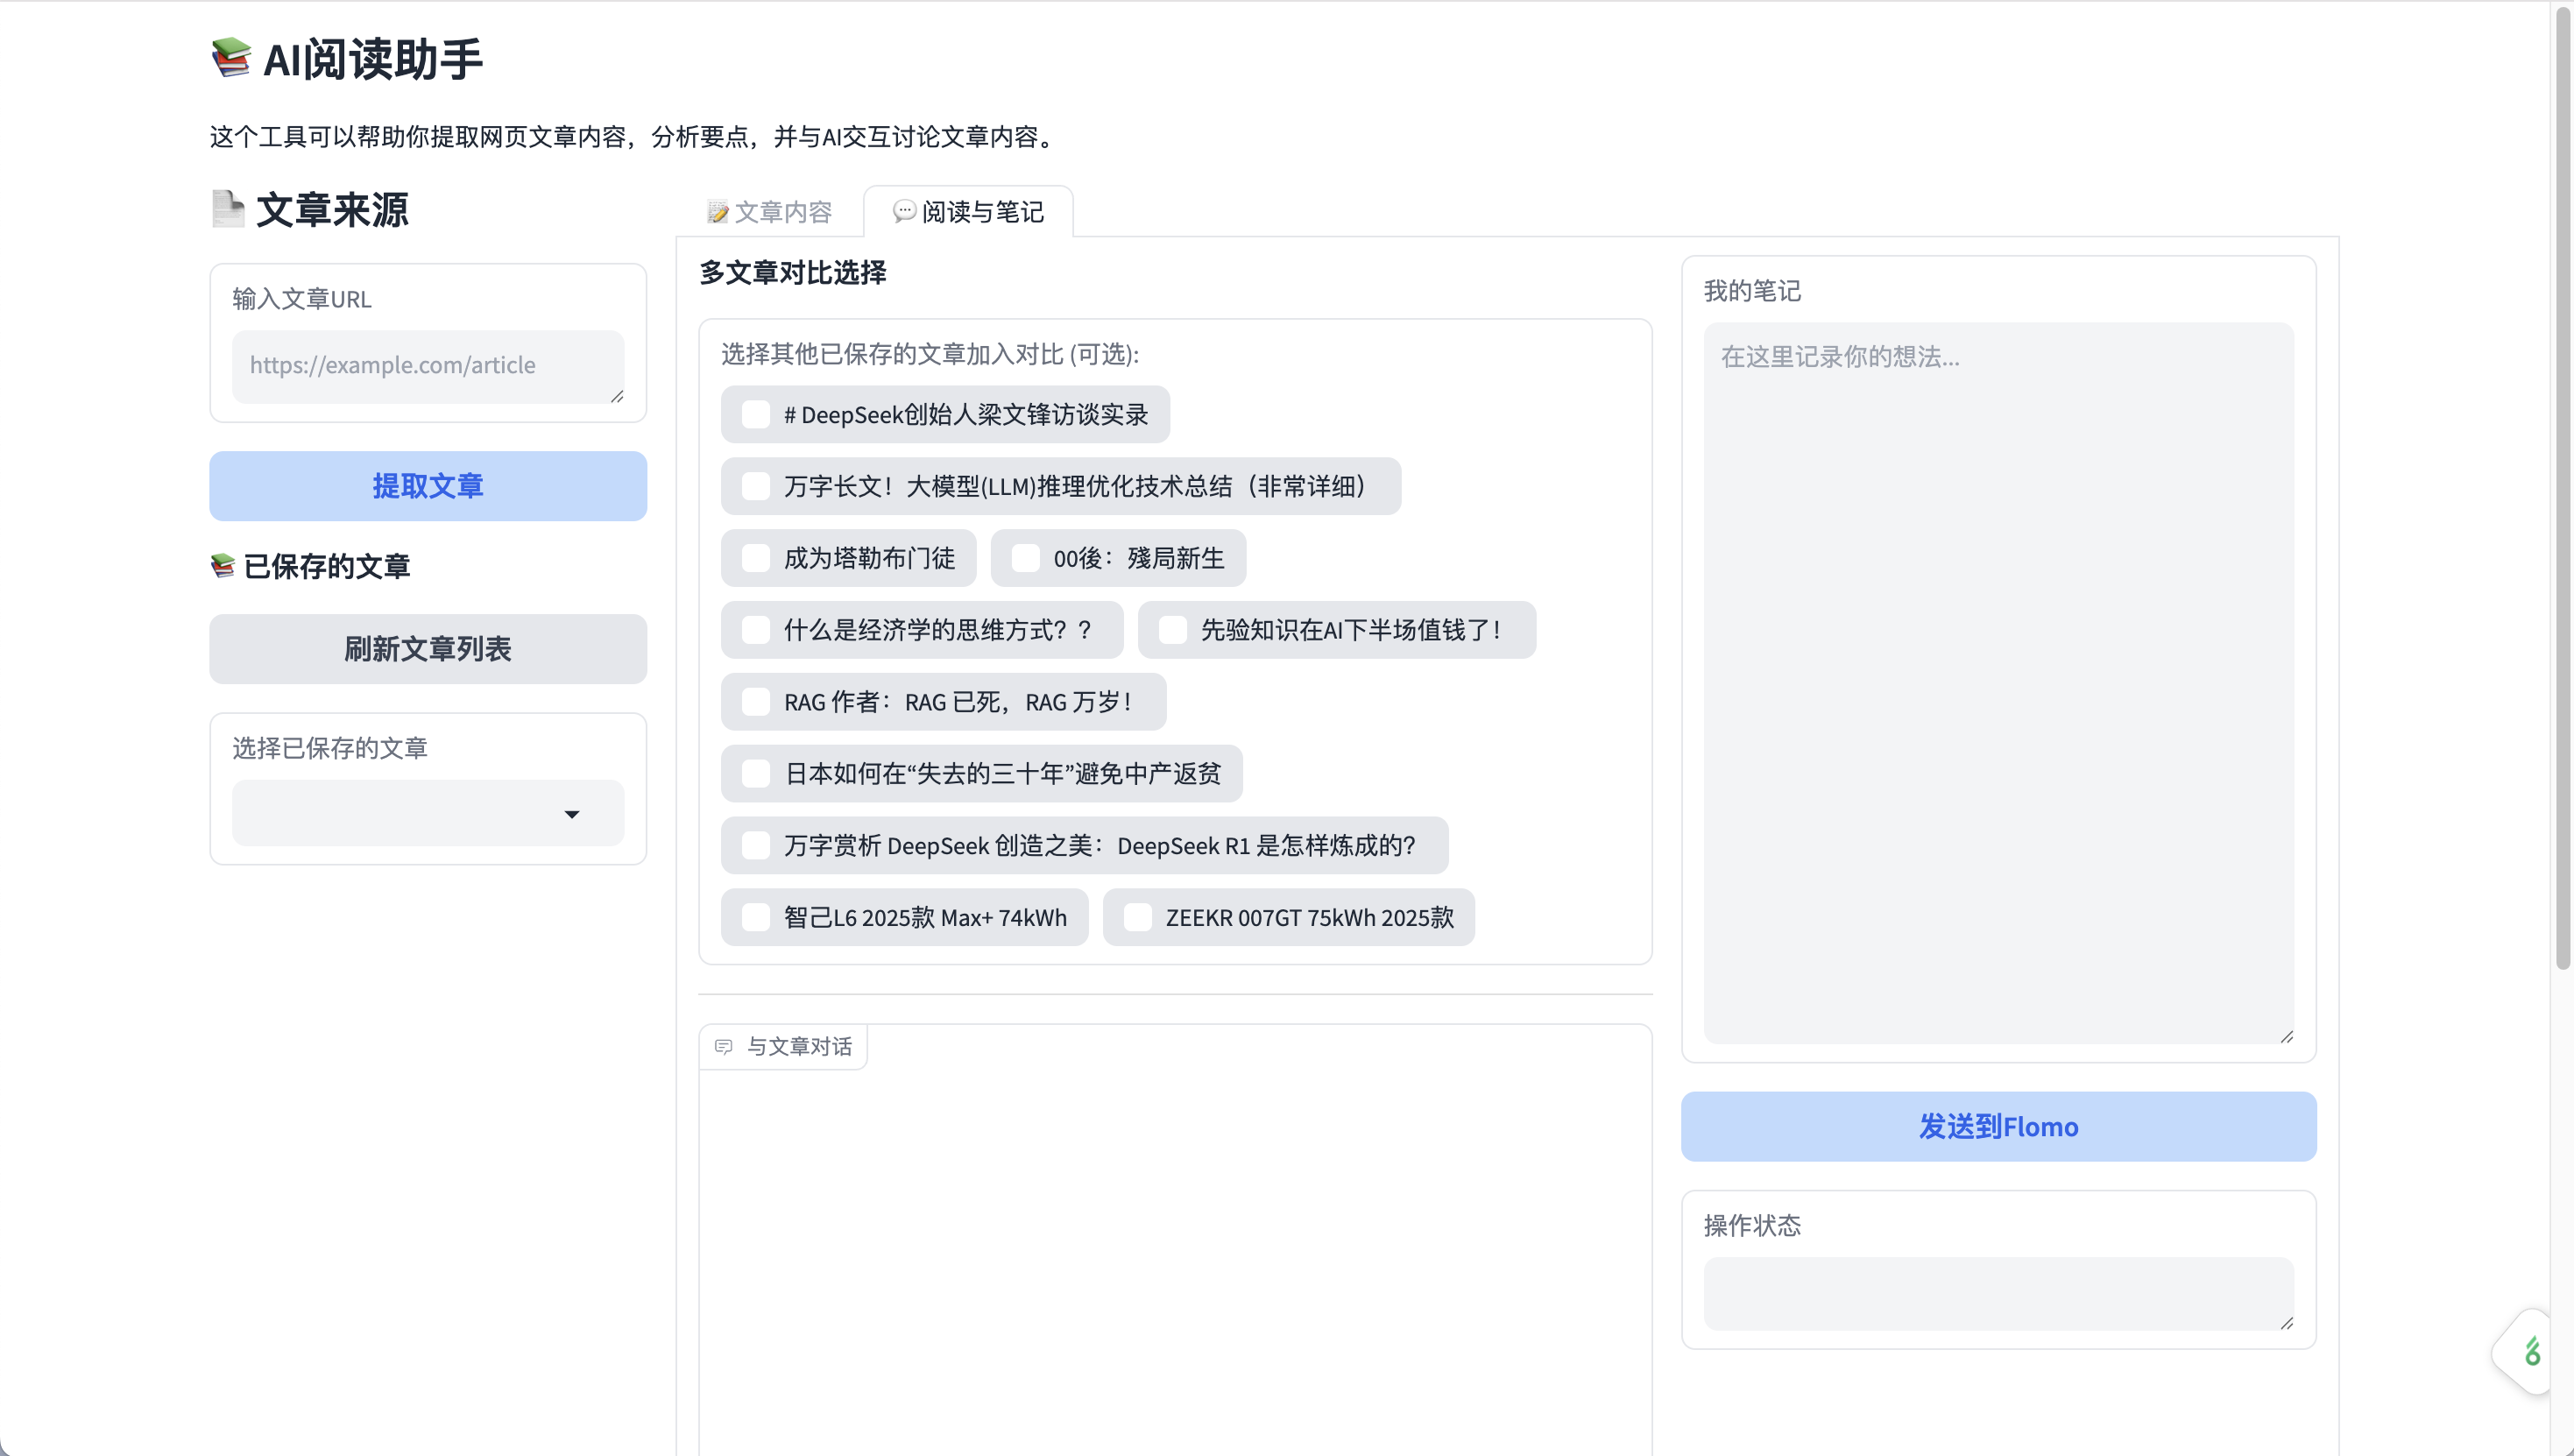 AI阅读助手
这个工具可以帮助你提取网页文章内容，分析要点，并与AI交互讨论文章内容。
文章来源
输入文章URL
https://example.com/article
提取文章
已保存的文章
刷新文章列表
选择已保存的文章
文章内容
阅读与笔记
多文章对比选择
选择其他已保存的文章加入对比 (可选):
# DeepSeek创始人梁文锋访谈实录
万字长文！大模型(LLM)推理优化技术总结（非常详细）
成为塔勒布门徒
00後：殘局新生
什么是经济学的思维方式？？
先验知识在AI下半场值钱了！
RAG 作者：RAG 已死，RAG 万岁！
日本如何在“失去的三十年”避免中产返贫
万字赏析 DeepSeek 创造之美：DeepSeek R1 是怎样炼成的？
智己L6 2025款 Max+ 74kWh
ZEEKR 007GT 75kWh 2025款
与文章对话
我的笔记
在这里记录你的想法...
发送到Flomo
操作状态